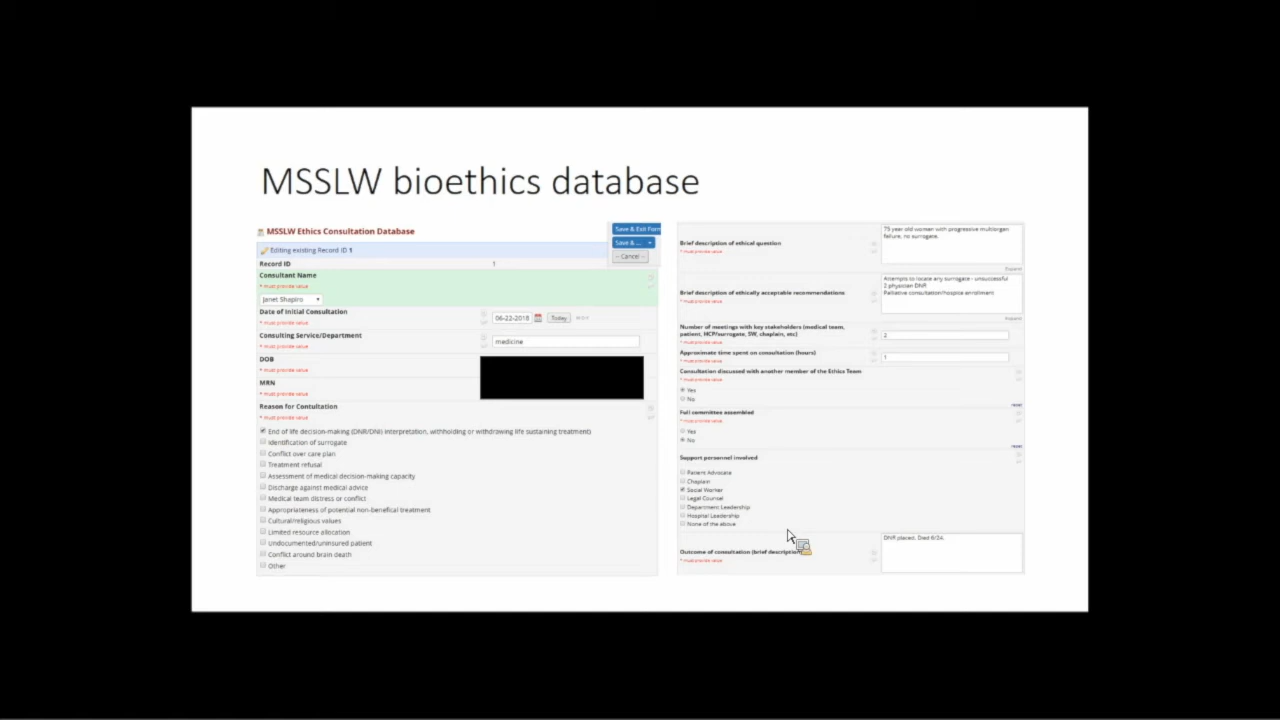 MSSLW bioethics database
MSSLW Ethics Consultation Database
Save & Exit Form
Save & ...
-- Cancel --
Editing existing Record ID 1
Record ID 1
Consultant Name
* must provide value
Janet Shapiro
Date of Initial Consultation
* must provide value
06-22-2018 Today M-D-Y
Consulting Service/Department
* must provide value
medicine
DOB
* must provide value
MRN
* must provide value
Reason for Contultation
* must provide value
End of life decision-making (DNR/DNI) interpretation, withholding or withdrawing life sustaining treatment)
Identification of surrogate
Conflict over care plan
Treatment refusal
Assessment of medical decision-making capacity
Discharge against medical advice
Medical team distress or conflict
Appropriateness of potential non-benefical treatment
Cultural/religious values
Limited resource allocation
Undocumented/uninsured patient
Conflict around brain death
Other
Brief description of ethical question
* must provide value
75 year old women with progressive multiorgan
failure, no surrogate.
Expand
Brief description of ethically acceptable recommendations
* must provide value
Attempts to locate any surrogate - unsuccessful
2 physician DNR
Palliative consultation/hospice enrollment
Expand
Number of meetings with key stakeholders (medical team,
patient, HCP/surrogate, SW, chaplain, etc)
* must provide value
2
Approximate time spent on consultation (hours)
* must provide value
1
Consultation discussed with another member of the Ethics Team
* must provide value
Yes
No
reset
Full committee assembled
* must provide value
Yes
No
reset
Support personnel involved
Patient Advocate
Chaplain
Social Worker
Legal Counsel
Department Leadership
Hospital Leadership
None of the above
Outcome of consultation (brief description)
* must provide value
DNR placed. Died 6/24.